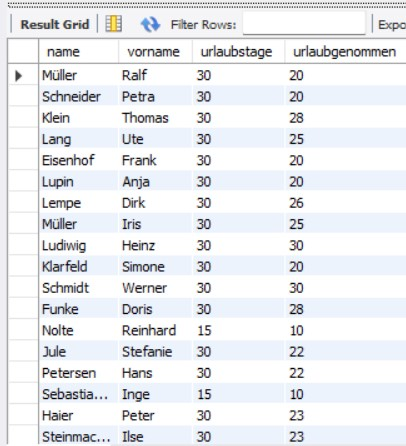 Result Grid Filter Rows: Expo
name vorname urlaubstage urlaubgenommen
Müller Ralf 30 20
Schneider Petra 30 20
Klein Thomas 30 28
Lang Ute 30 25
Eisenhof Frank 30 20
Lupin Anja 30 20
Lempe Dirk 30 26
Müller Iris 30 25
Ludiwig Heinz 30 30
Klarfeld Simone 30 20
Schmidt Werner 30 30
Funke Doris 30 28
Nolte Reinhard 15 10
Jule Stefanie 30 22
Petersen Hans 30 22
Sebastia... Inge 15 10
Haier Peter 30 23
Steinmac... Ilse 30 23